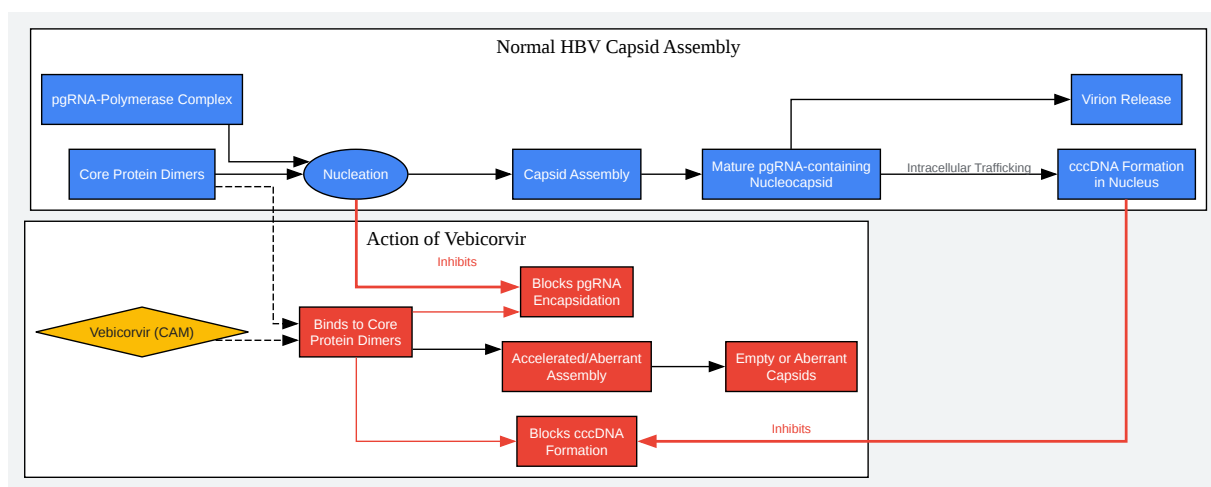 Normal HBV Capsid Assembly
pgRNA-Polymerase Complex
Virion Release
Core Protein Dimers
Nucleation
Capsid Assembly
Mature pgRNA-containing
Nucleocapsid
Intracellular Trafficking
cccDNA Formation
in Nucleus
Action of Vebicorvir
Inhibits
Blocks pgRNA
Encapsidation
Vebicorvir (CAM)
Binds to Core
Protein Dimers
Accelerated/Aberrant
Assembly
Empty or Aberrant
Capsids
Blocks cccDNA
Formation
Inhibits